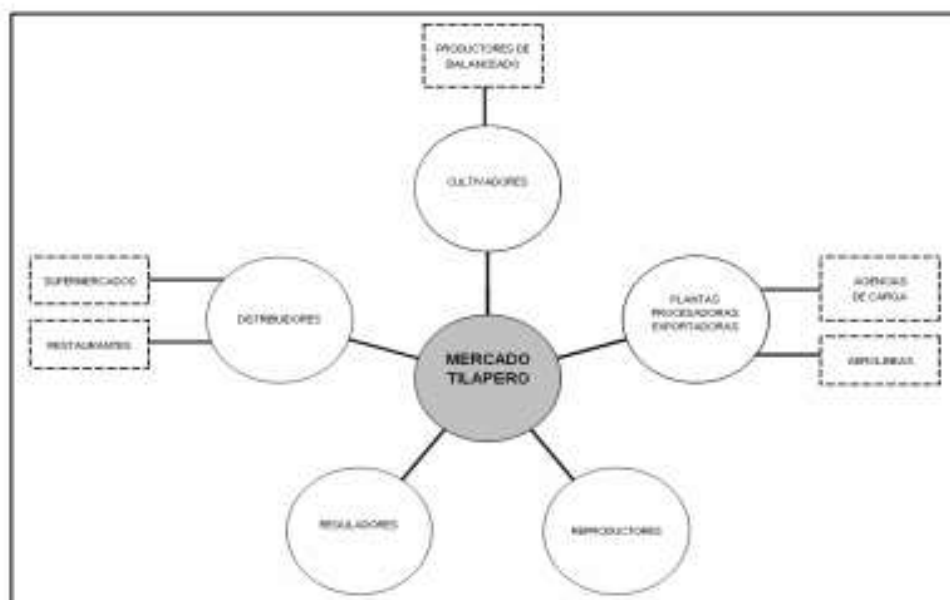 PRODUCTORES DE
BALANCEADO
CULTIVADORES
SUPERMERCADOS
RESTAURANTES
DISTRIBUIDORES
PLANTAS
PROCESADORAS
EXPORTADORAS
AGENCIAS
DE CARGA
AEROLINEAS
MERCADO
TILAPERO
REGULADORES
REPRODUCTORES